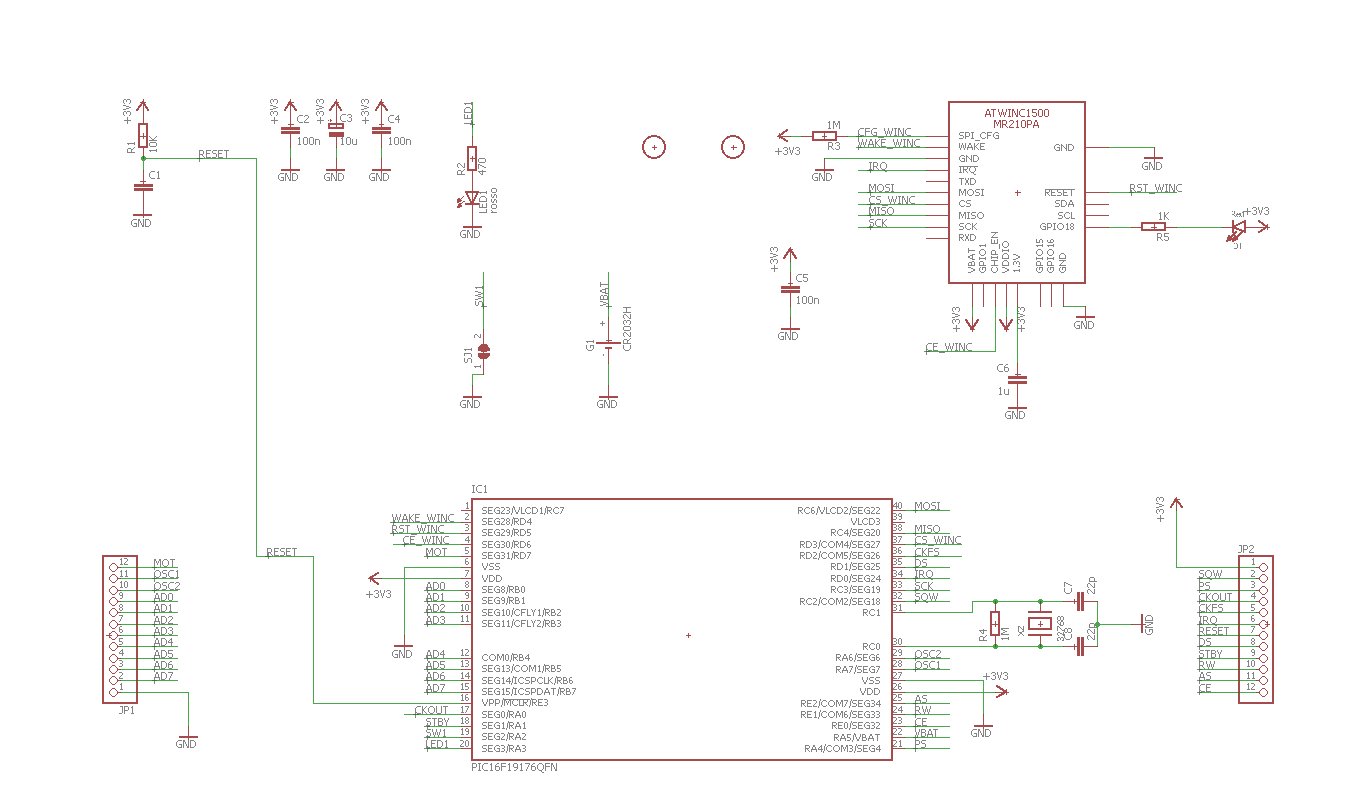 +3V3
R1
10K
RESET
C1
GND
+3V3
C2
100n
GND
+3V3
C3
10u
GND
+3V3
C4
100n
GND
LED1
R2
470
LED1
rosso
GND
SW1
SJ1
2
1
GND
VBAT
G1
+
-
CR2032H
GND
+3V3
C5
100n
GND
ATWINC1500
MR210PA
+3V3
1M
R3
CFG_WINC
WAKE_WINC
GND
IRQ
MOSI
CS_WINC
MISO
SCK
SPI_CFG
WAKE
GND
IRQ
TXD
MOSI
CS
MISO
SCK
RXD
VBAT
GPIO1
CHIP_EN
VDDIO
1.3V
GPIO15
GPIO16
GND
GND
RESET
SDA
SCL
GPIO18
GND
RST_WINC
1K
R5
+3V3
+3V3
+3V3
CE_WINC
C6
1u
GND
GND
RESET
JP1
12 MOT
11 OSC1
10 OSC2
9 AD0
8 AD1
7 AD2
6 AD3
5 AD4
4 AD5
3 AD6
2 AD7
1
GND
+3V3
GND
IC1
1 SEG23/VLCD1/RC7
WAKE_WINC 2 SEG28/RD4
RST_WINC 3 SEG29/RD5
CE_WINC 4 SEG30/RD6
MOT 5 SEG31/RD7
6 VSS
7 VDD
AD0 8 SEG8/RB0
AD1 9 SEG9/RB1
AD2 10 SEG10/CFLY1/RB2
AD3 11 SEG11/CFLY2/RB3
AD4 12 COM0/RB4
AD5 13 SEG13/COM1/RB5
AD6 14 SEG14/ICSPCLK/RB6
AD7 15 SEG15/ICSPDAT/RB7
16 VPP/MCLR/RE3
CKOUT 17 SEG0/RA0
STBY 18 SEG1/RA1
SW1 19 SEG2/RA2
LED1 20 SEG3/RA3
PIC16F19176QFN
RC6/VLCD2/SEG22 40 MOSI
VLCD3 39
RC4/SEG20 38 MISO
RD3/COM4/SEG27 37 CS_WINC
RD2/COM5/SEG26 36 CKFS
RD1/SEG25 35 DS
RD0/SEG24 34 IRQ
RC3/SEG19 33 SCK
RC2/COM2/SEG18 32 SQW
RC1 31
RC0 30
RA6/SEG6 29 OSC2
RA7/SEG7 28 OSC1
VSS 27
VDD 26
RE2/COM7/SEG34 25 AS
RE1/COM6/SEG33 24 RW
RE0/SEG32 23 CE
RA5/VBAT 22 VBAT
RA4/COM3/SEG4 21 PS
+3V3
GND
R4
1M
X2
32768
C7
22p
C8
22p
GND
+3V3
JP2
1
SQW 2
PS 3
CKOUT 4
CKFS 5
IRQ 6
RESET 7
DS 8
STBY 9
RW 10
AS 11
CE 12